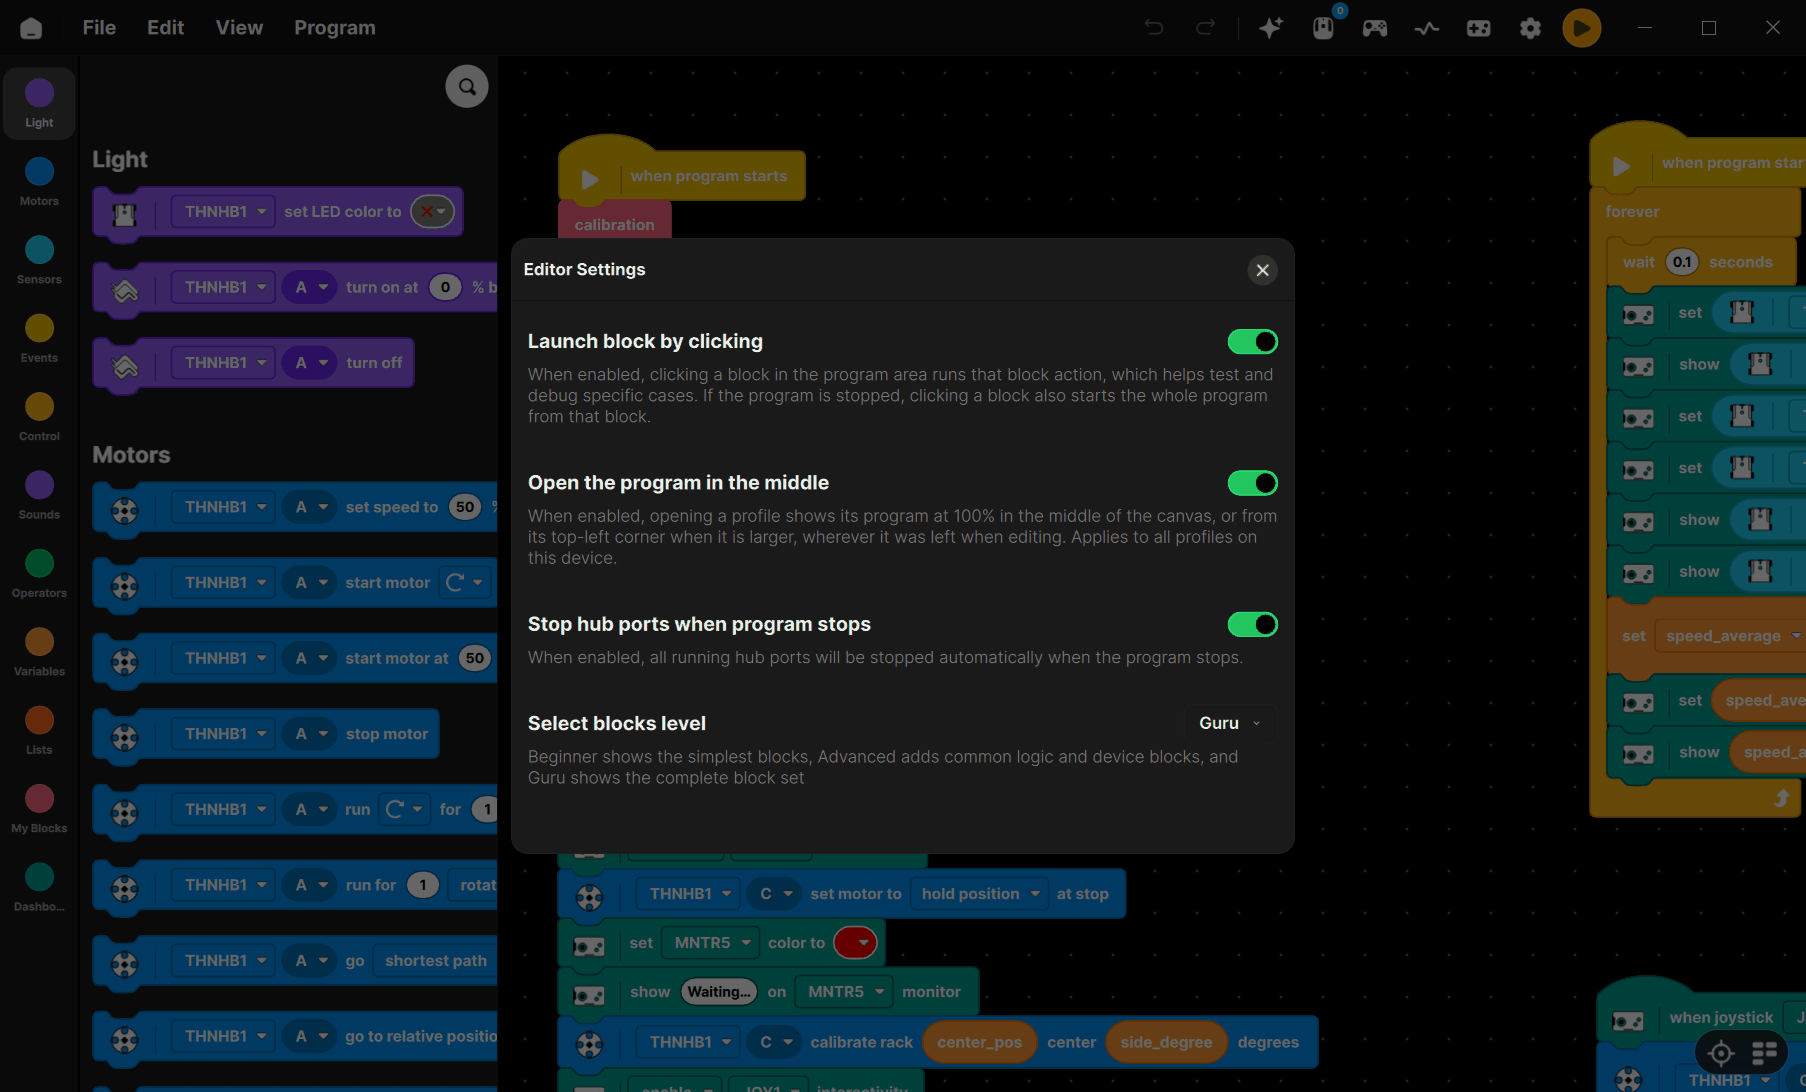 File Edit View Program
0
Light
Motors
Sensors
Events
Control
Sounds
Operators
Variables
Lists
My Blocks
Dashbo...
Light
THNHB1 set LED color to
THNHB1 A turn on at 0 % b
THNHB1 A turn off
Motors
THNHB1 A set speed to 50 %
THNHB1 A start motor
THNHB1 A start motor at 50
THNHB1 A stop motor
THNHB1 A run for 1
THNHB1 A run for 1 rotat
THNHB1 A go shortest path
THNHB1 A go to relative positio
when program starts
calibration
Editor Settings
Launch block by clicking
When enabled, clicking a block in the program area runs that block action, which helps test and
debug specific cases. If the program is stopped, clicking a block also starts the whole program
from that block.
Open the program in the middle
When enabled, opening a profile shows its program at 100% in the middle of the canvas, or from
its top-left corner when it is larger, wherever it was left when editing. Applies to all profiles on
this device.
Stop hub ports when program stops
When enabled, all running hub ports will be stopped automatically when the program stops.
Select blocks level
Guru
Beginner shows the simplest blocks, Advanced adds common logic and device blocks, and
Guru shows the complete block set
THNHB1 C set motor to hold position at stop
set MNTR5 color to
show Waiting... on MNTR5 monitor
THNHB1 C calibrate rack center_pos center side_degree degrees
enable JOY1 interactivity
when program star
forever
wait 0.1 seconds
set
show
set
set
show
show
set speed_average
set speed_ave
show speed_a
when joystick J
THNHB1